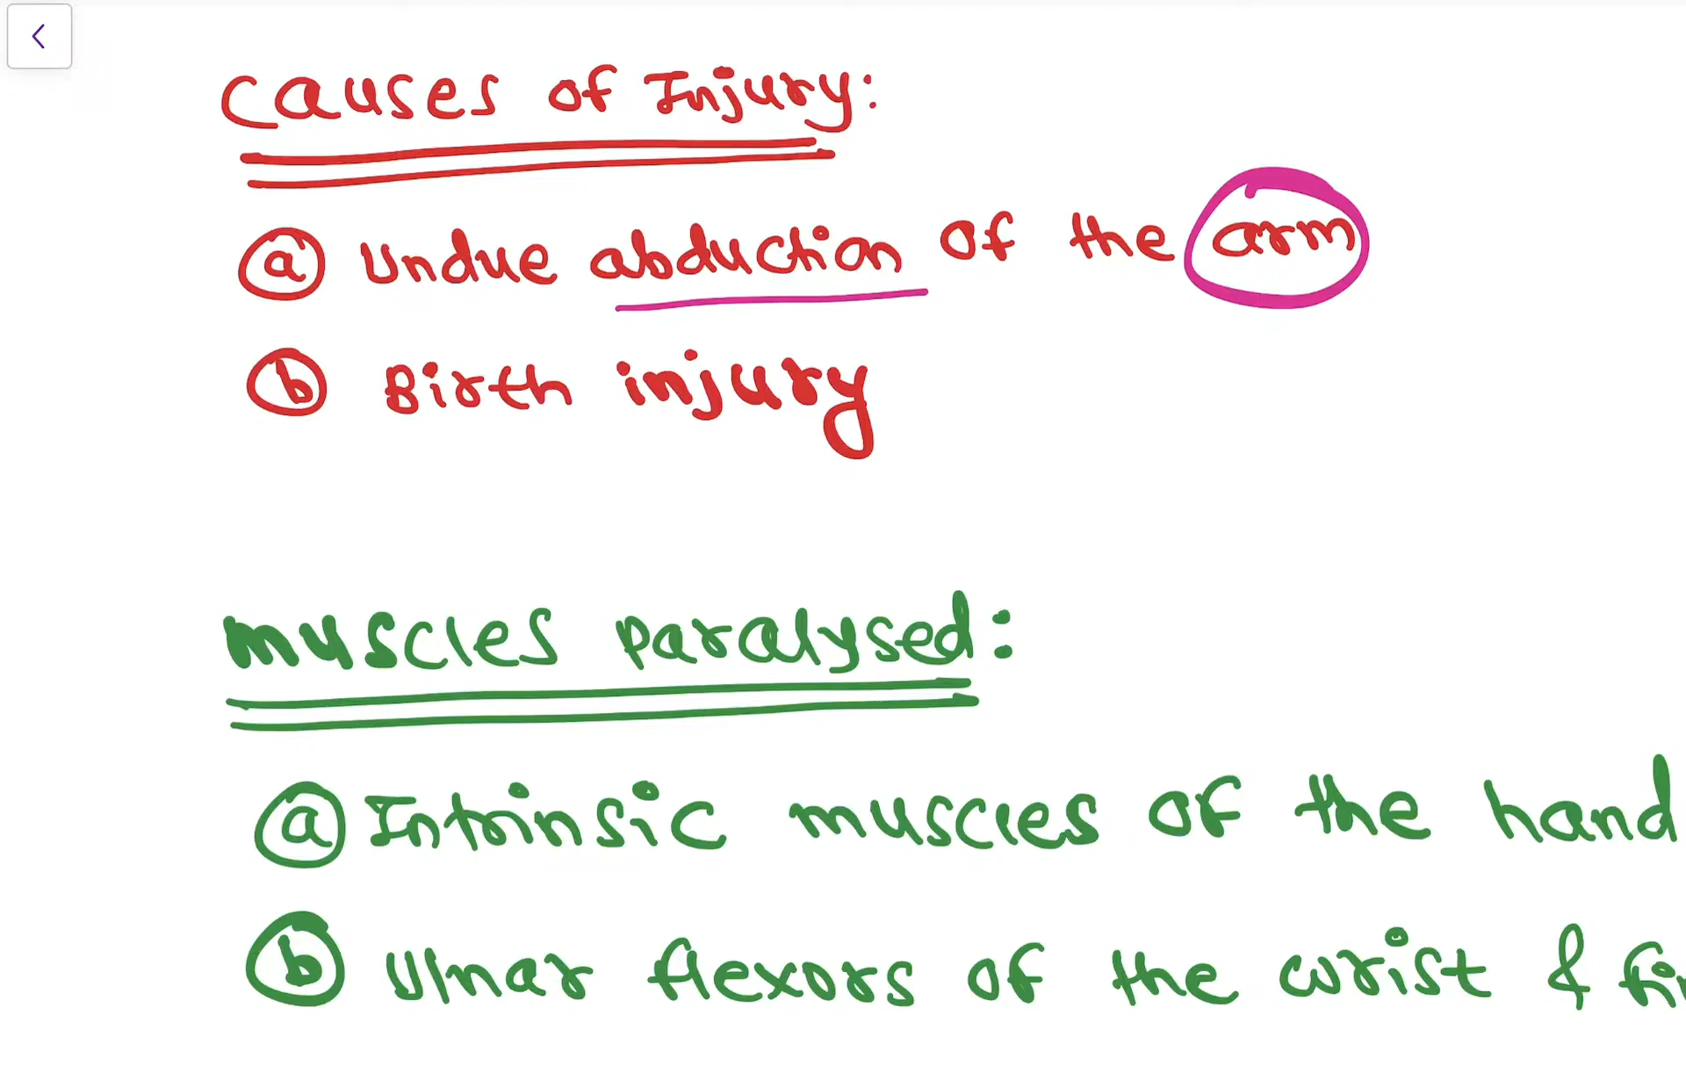 Causes of Injury:
a Undue abduction of the arm
b Birth injury
muscles paralysed:
a Intrinsic muscles of the hand
b Ulnar flexors of the wrist &